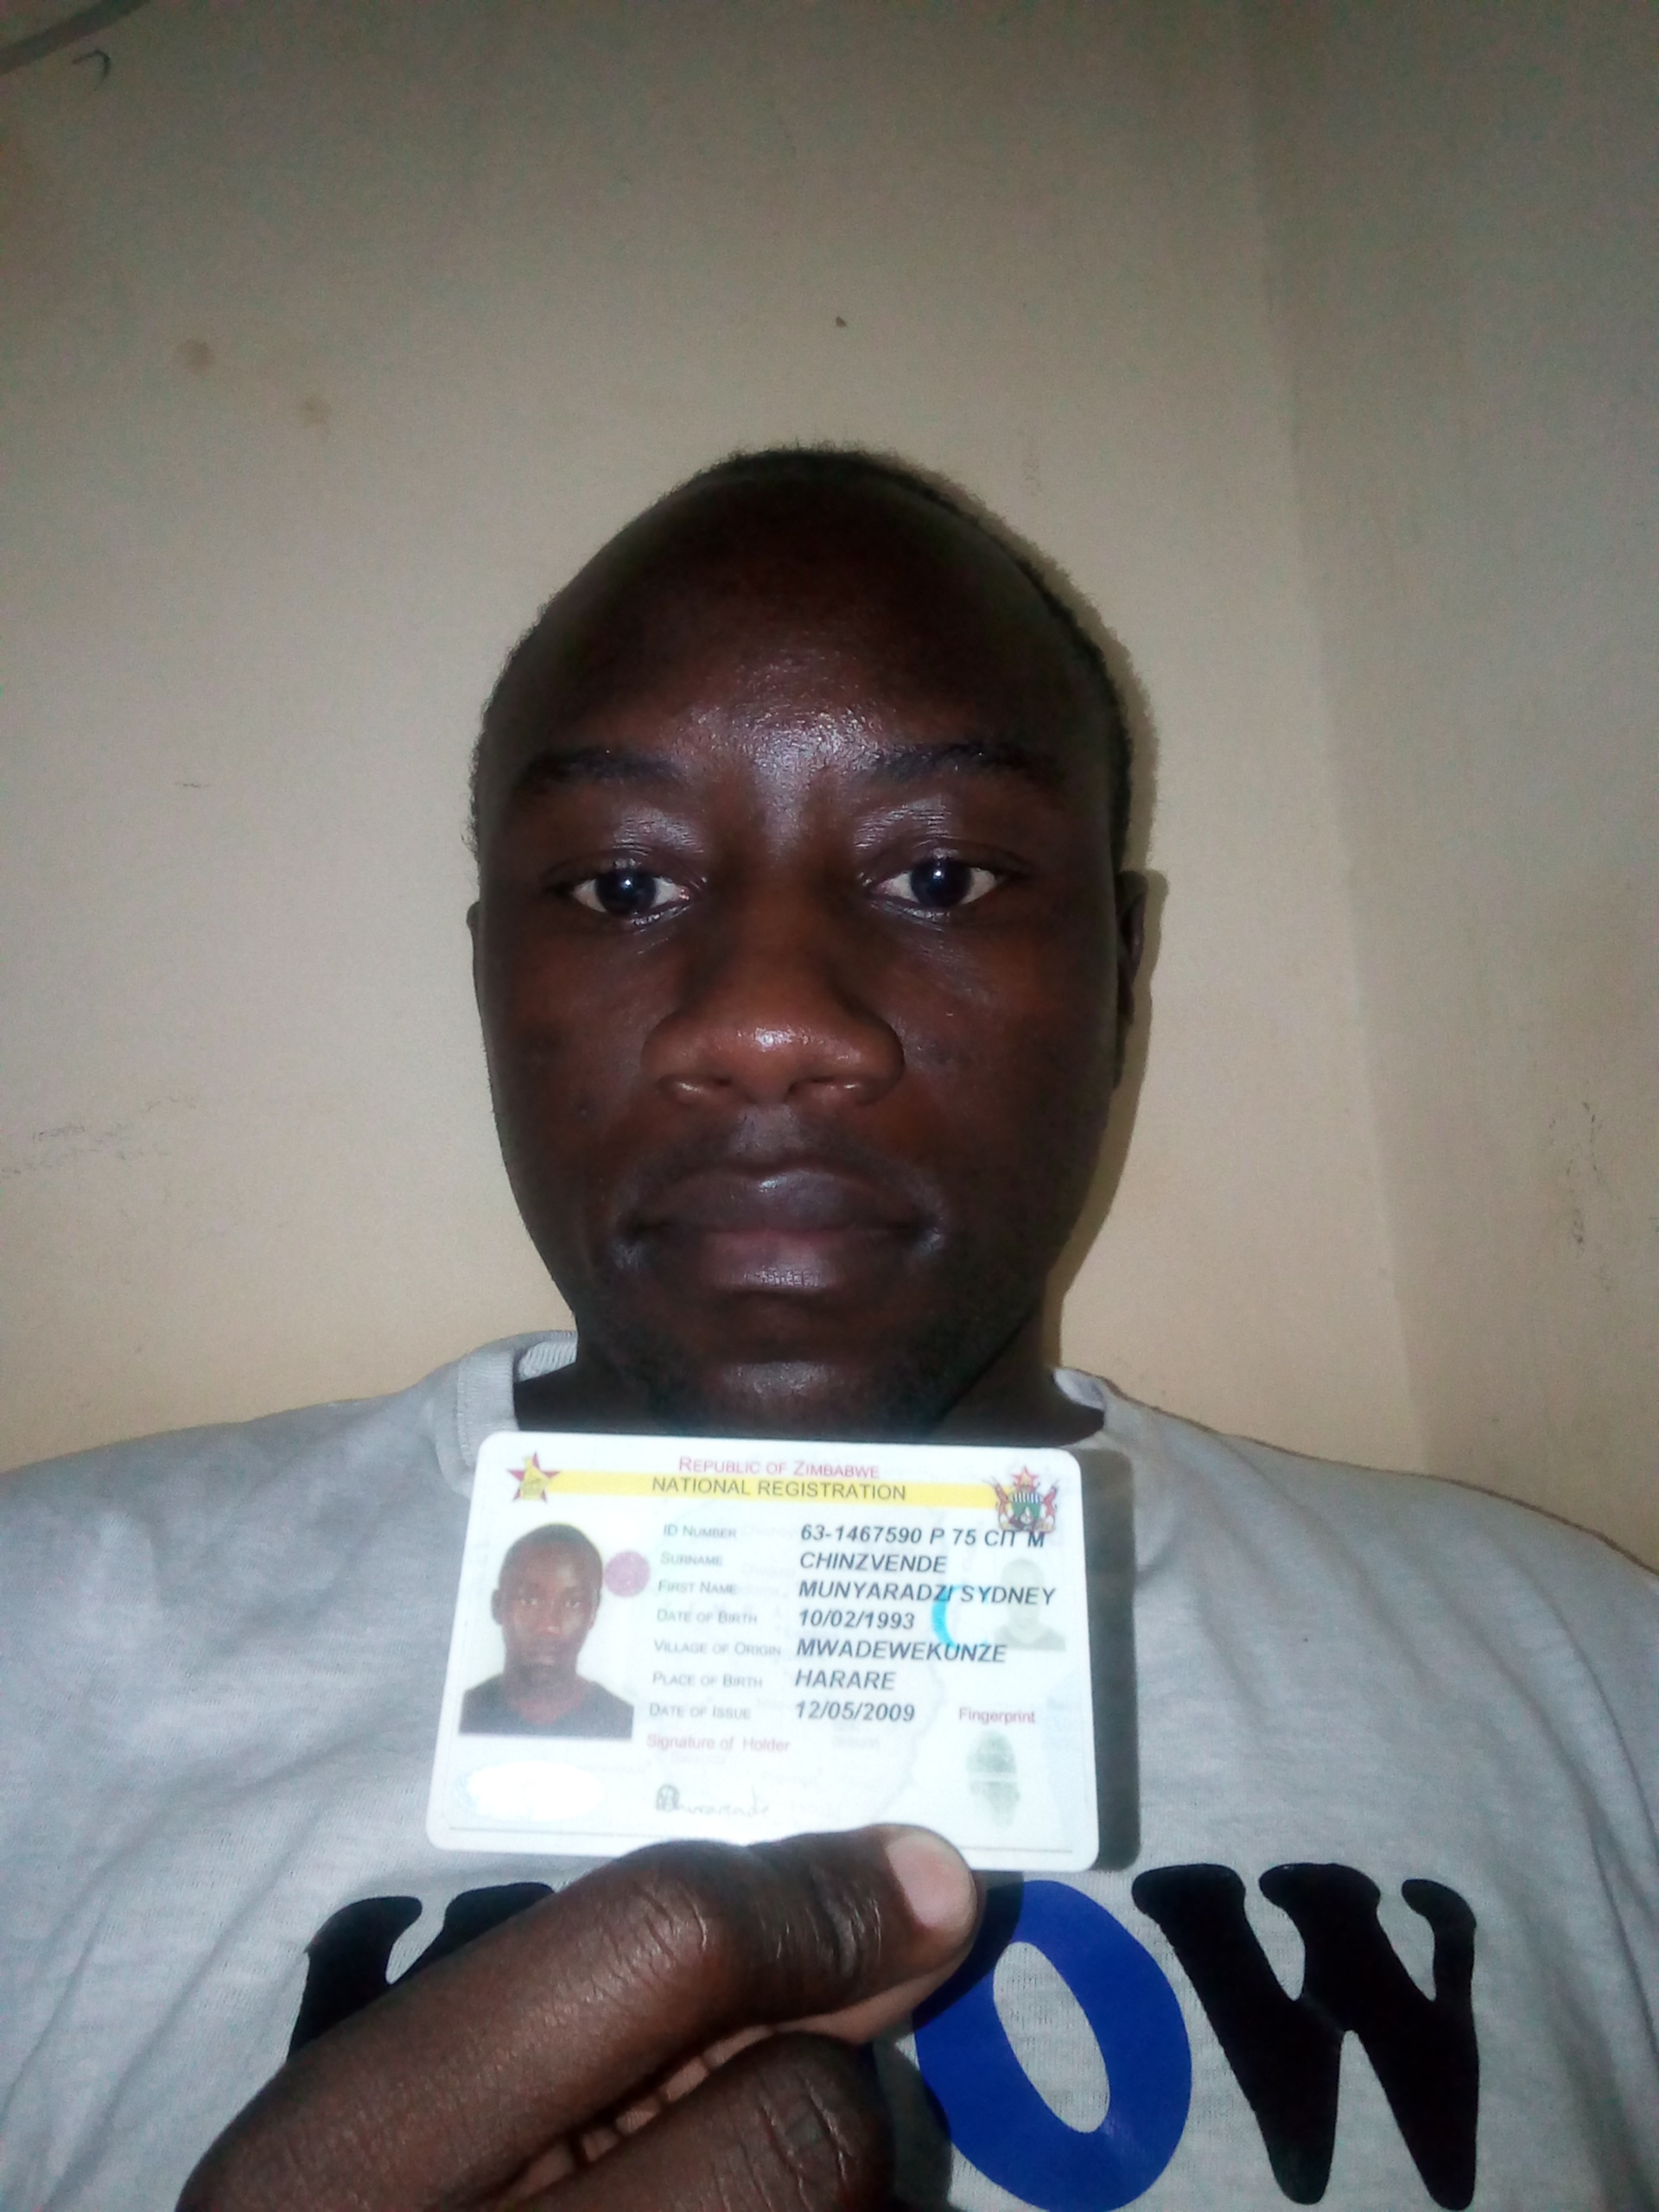 REPUBLIC OF ZIMBABWE
NATIONAL REGISTRATION
ID NUMBER 63-1467590 P 75 CIT M
SURNAME CHINZVENDE
FIRST NAME MUNYARADZI SYDNEY
DATE OF BIRTH 10/02/1993
VILLAGE OF ORIGIN MWADEWEKUNZE
PLACE OF BIRTH HARARE
DATE OF ISSUE 12/05/2009
Fingerprint
Signature of Holder
OW